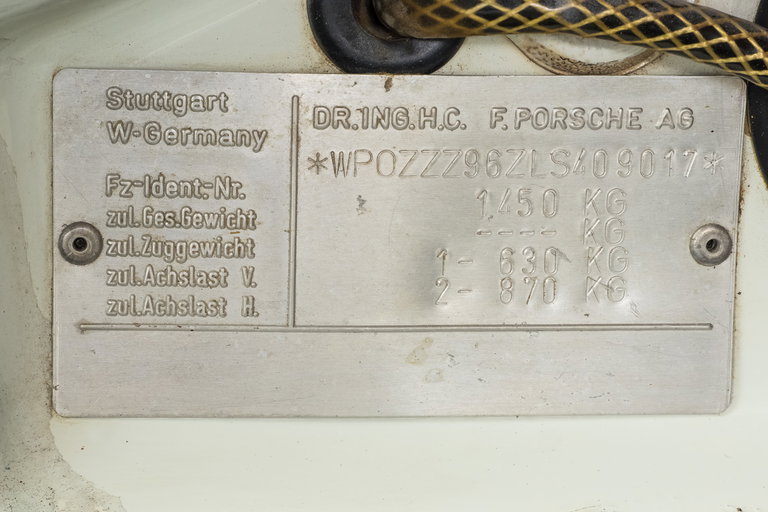 Stuttgart
W-Germany
DR.ING.H.C. F.PORSCHE AG
Fz-Ident.-Nr. *WP0ZZZ96ZLS409017*
zul.Ges.Gewicht 1450 KG
zul.Zuggewicht ---- KG
zul.Achslast V. 1- 630 KG
zul.Achslast H. 2- 870 KG